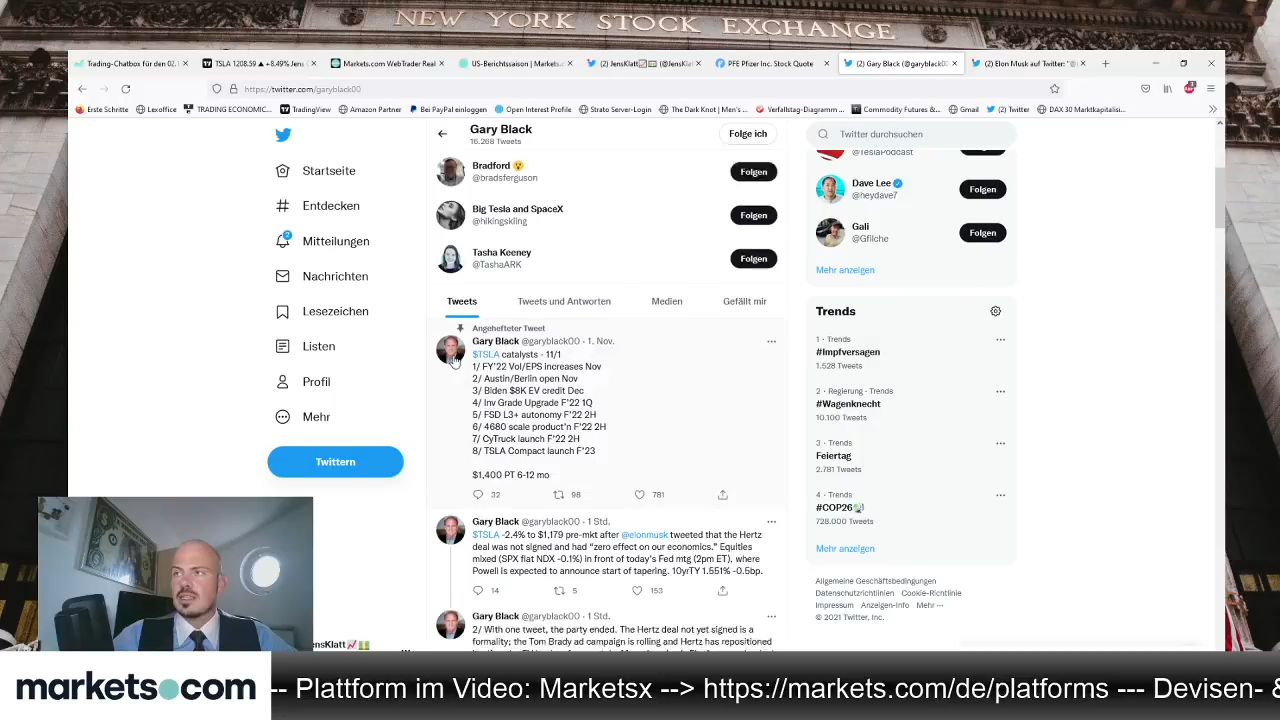 NEW YORK STOCK EXCHANGE
Trading-Chatbox für den 02.1
TSLA 1208.59 ▲ +8.49% Jens
Markets.com WebTrader Real
US-Berichtssaison | Markets
(2) JensKlatt
PFE Pfizer Inc. Stock Quote
(2) Gary Black (@garyblack00
(2) Elon Musk auf Twitter: "@
https://twitter.com/garyblack00
Erste Schritte
Lexoffice
TRADING ECONOMIC...
TradingView
Amazon Partner
Bei PayPal einloggen
Open Interest Profile
Strato Server-Login
The Dark Knot | Men's ...
Verfallstag-Diagramm ...
Commodity Futures &...
Gmail
(2) Twitter
DAX 30 Marktkapitalisi...
Startseite
Entdecken
2
Mitteilungen
Nachrichten
Lesezeichen
Listen
Profil
Mehr
Twittern
Gary Black
16.268 Tweets
Folge ich
Bradford 😮
@bradsferguson
Folgen
Big Tesla and SpaceX
@hikingskiing
Folgen
Tasha Keeney
@TashaARK
Folgen
Tweets
Tweets und Antworten
Medien
Gefällt mir
Angehefteter Tweet
Gary Black @garyblack00 · 1. Nov.
$TSLA catalysts - 11/1
1/ FY'22 Vol/EPS increases Nov
2/ Austin/Berlin open Nov
3/ Biden $8K EV credit Dec
4/ Inv Grade Upgrade F'22 1Q
5/ FSD L3+ autonomy F'22 2H
6/ 4680 scale product'n F'22 2H
7/ CyTruck launch F'22 2H
8/ TSLA Compact launch F'23
$1,400 PT 6-12 mo
32 98 781
Gary Black @garyblack00 · 1 Std.
$TSLA -2.4% to $1,179 pre-mkt after @elonmusk tweeted that the Hertz
deal was not signed and had “zero effect on our economics.” Equities
mixed (SPX flat NDX -0.1%) in front of today's Fed mtg (2pm ET), where
Powell is expected to announce start of tapering. 10yrTY 1.551% -0.5bp.
14 5 153
Gary Black @garyblack00 · 1 Std.
2/ With one tweet, the party ended. The Hertz deal not yet signed is a
formality; the Tom Brady ad campaign is rolling and Hertz has repositioned
Twitter durchsuchen
@TeslaPodcast
Dave Lee
@heydave7
Folgen
Gali
@Gfilche
Folgen
Mehr anzeigen
Trends
1 · Trends
#Impfversagen
1.528 Tweets
2 · Regierung · Trends
#Wagenknecht
10.100 Tweets
3 · Trends
Feiertag
2.781 Tweets
4 · Trends
#COP26
728.000 Tweets
Mehr anzeigen
Allgemeine Geschäftsbedingungen
Datenschutzrichtlinien Cookie-Richtlinie
Impressum Anzeigen-Info Mehr ···
© 2021 Twitter, Inc.
JensKlatt
markets.com
-- Plattform im Video: Marketsx --> https://markets.com/de/platforms --- Devisen- &